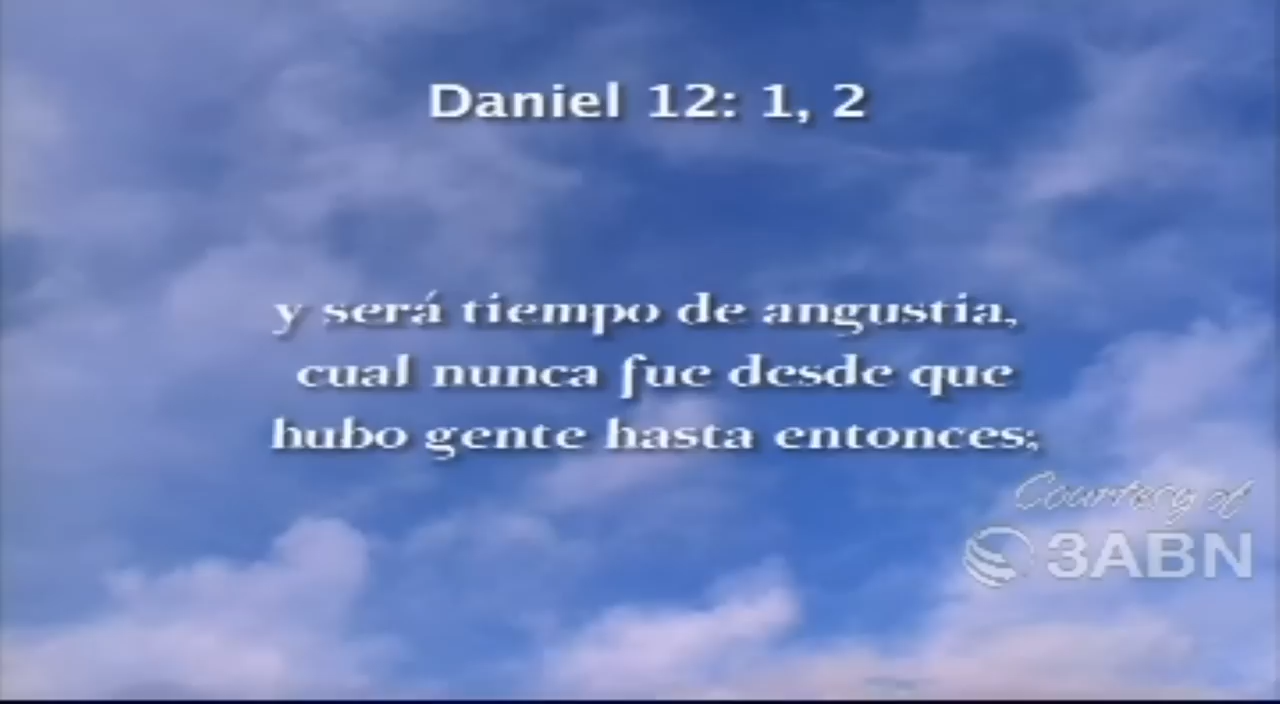 Daniel 12: 1, 2
y será tiempo de angustia,
cual nunca fue desde que
hubo gente hasta entonces;
Courtesy of
3ABN